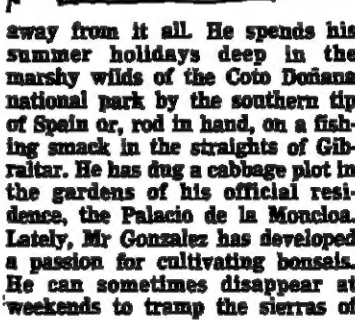 away from it all. He spends his
summer holidays deep in the
marshy wilds of the Coto Doñana
national park by the southern tip
of Spain or, rod in hand, on a fish-
ing smack in the straights of Gib-
raltar. He has dug a cabbage plot in
the gardens of his official resi-
dence, the Palacio de la Moncloa.
Lately, Mr Gonzalez has developed
a passion for cultivating bonsais.
He can sometimes disappear at
weekends to tramp the sierras of